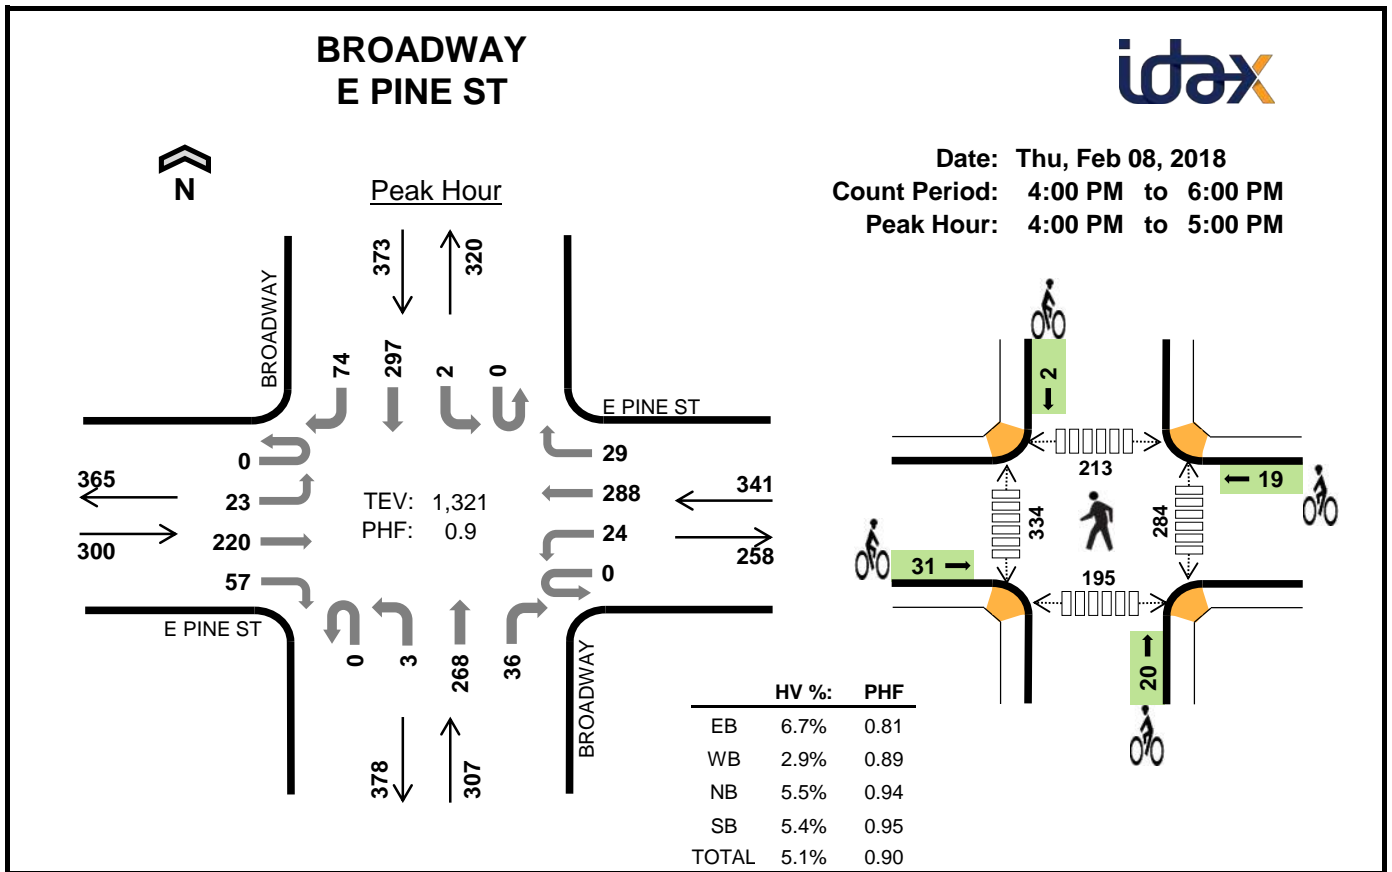 BROADWAY
E PINE ST
idax
N
Peak Hour
Date: Thu, Feb 08, 2018
Count Period: 4:00 PM to 6:00 PM
Peak Hour: 4:00 PM to 5:00 PM
373
320
BROADWAY
74
297
2
0
E PINE ST
0
23
220
57
365
300
TEV: 1,321
PHF: 0.9
29
288
24
0
341
258
E PINE ST
0
3
268
36
BROADWAY
378
307
2
213
19
334
284
31
195
20
HV %: PHF
EB 6.7% 0.81
WB 2.9% 0.89
NB 5.5% 0.94
SB 5.4% 0.95
TOTAL 5.1% 0.90